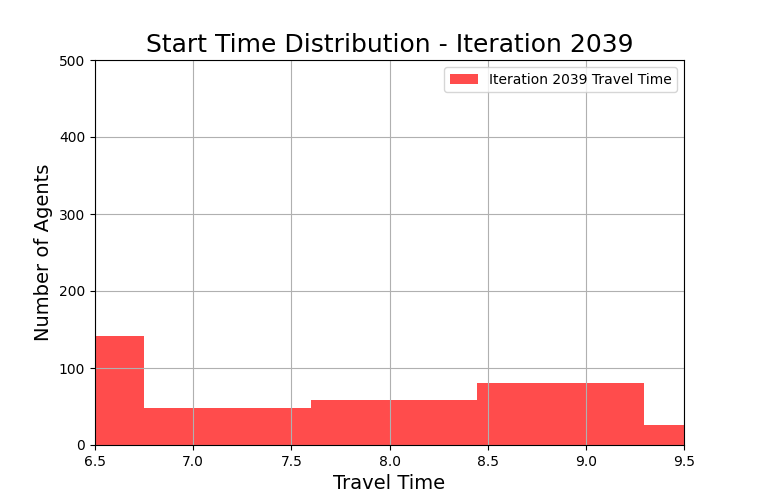 Start Time Distribution - Iteration 2039
Iteration 2039 Travel Time
Number of Agents
500
400
300
200
100
0
6.5 7.0 7.5 8.0 8.5 9.0 9.5
Travel Time